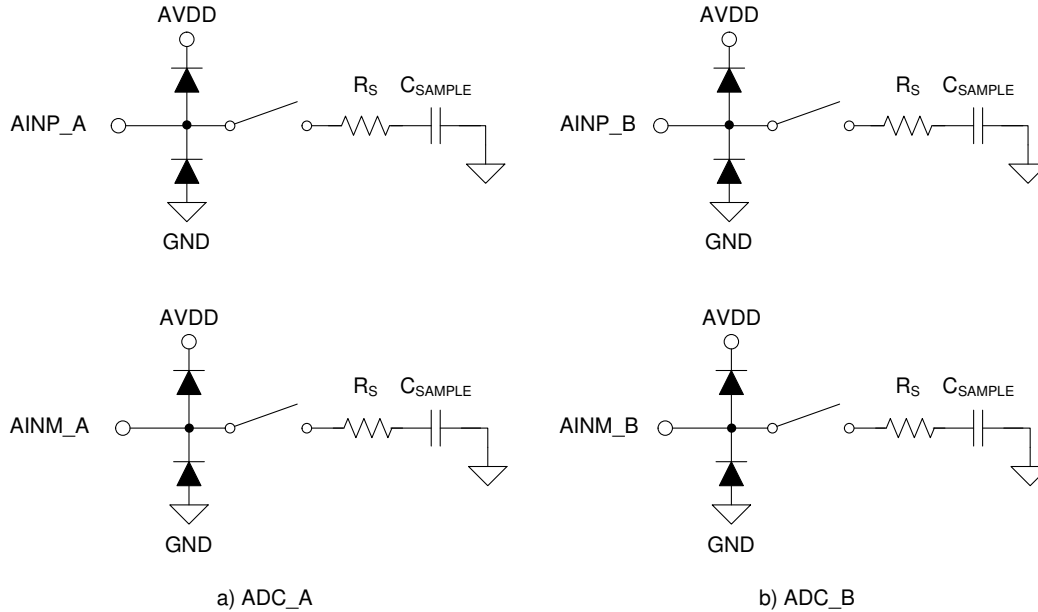 AVDD
AVDD
R_S C_SAMPLE
R_S C_SAMPLE
AINP_A
AINP_B
GND
GND
AVDD
AVDD
R_S C_SAMPLE
R_S C_SAMPLE
AINM_A
AINM_B
GND
GND
a) ADC_A
b) ADC_B